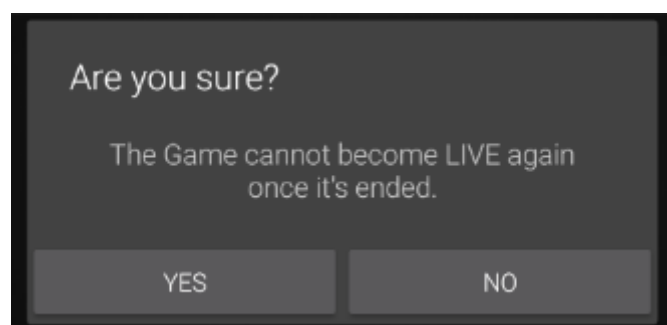 Are you sure?
The Game cannot become LIVE again
once it's ended.
YES
NO